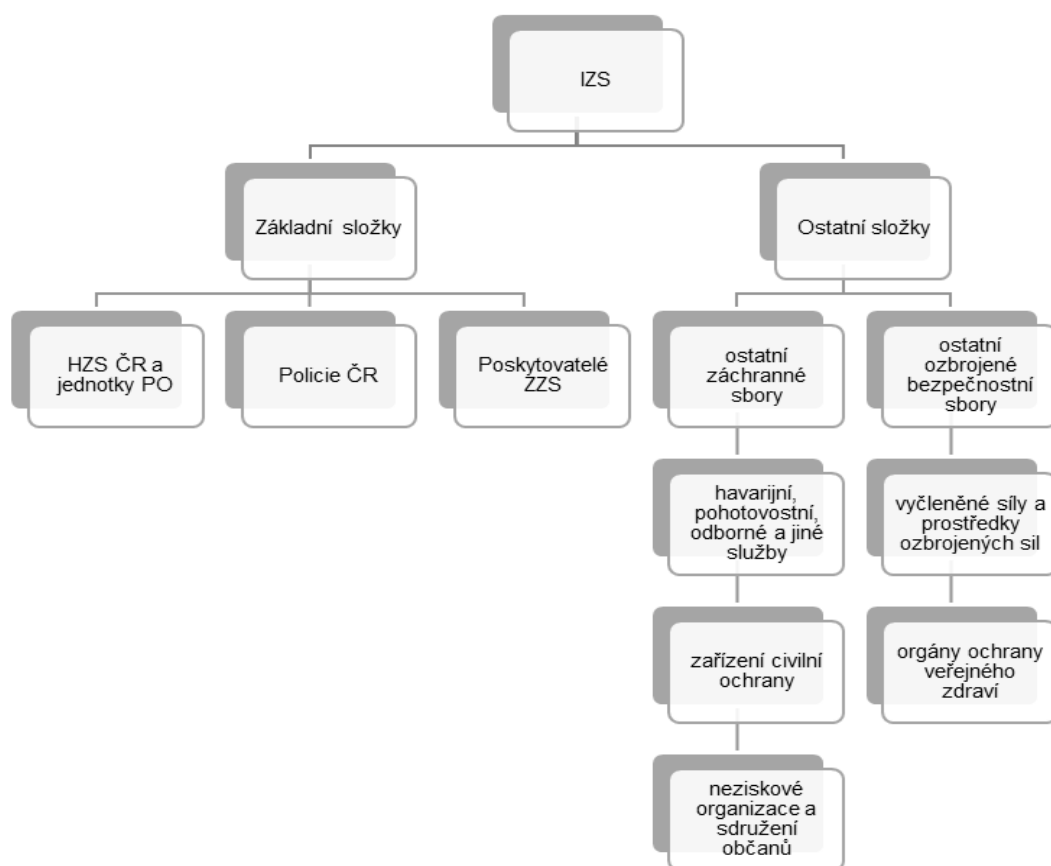 IZS
Základní složky
Ostatní složky
HZS ČR a
jednotky PO
Policie ČR
Poskytovatelé
ZZS
ostatní
záchranné
sbory
ostatní
ozbrojené
bezpečnostní
sbory
havarijní,
pohotovostní,
odborné a jiné
služby
vyčleněné síly a
prostředky
ozbrojených sil
zařízení civilní
ochrany
orgány ochrany
veřejného
zdraví
neziskové
organizace a
sdružení
občanů